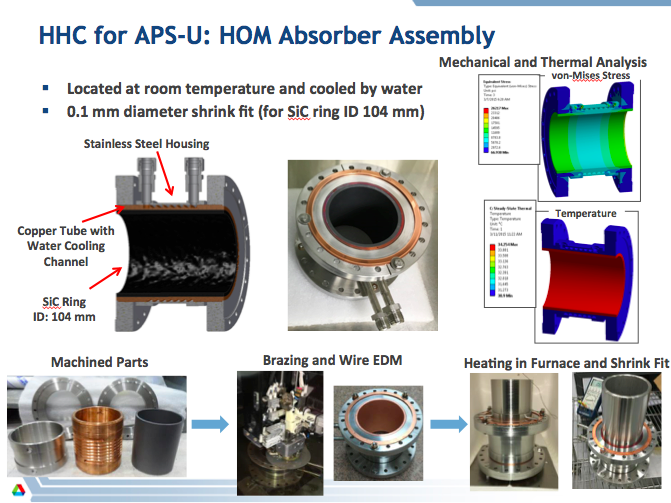 HHC for APS-U: HOM Absorber Assembly
Mechanical and Thermal Analysis
▪ Located at room temperature and cooled by water
▪ 0.1 mm diameter shrink fit (for SiC ring ID 104 mm)
von-Mises Stress
Equivalent Stress
Stainless Steel Housing
Copper Tube with
Water Cooling
Channel
SiC Ring
ID: 104 mm
Temperature
Temperature
Machined Parts
Brazing and Wire EDM
Heating in Furnace and Shrink Fit